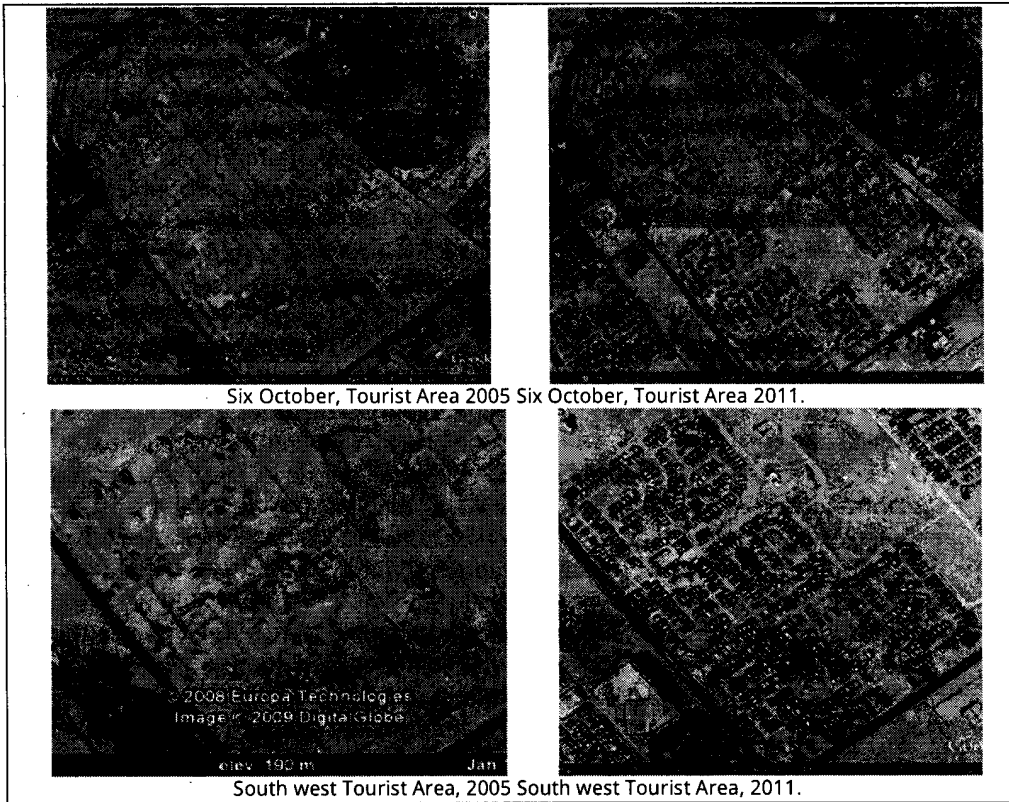 Six October, Tourist Area 2005 Six October, Tourist Area 2011.
© 2008 Europa Technologies
Image © 2009 DigitalGlobe
elev 190 m Jan
South west Tourist Area, 2005 South west Tourist Area, 2011.